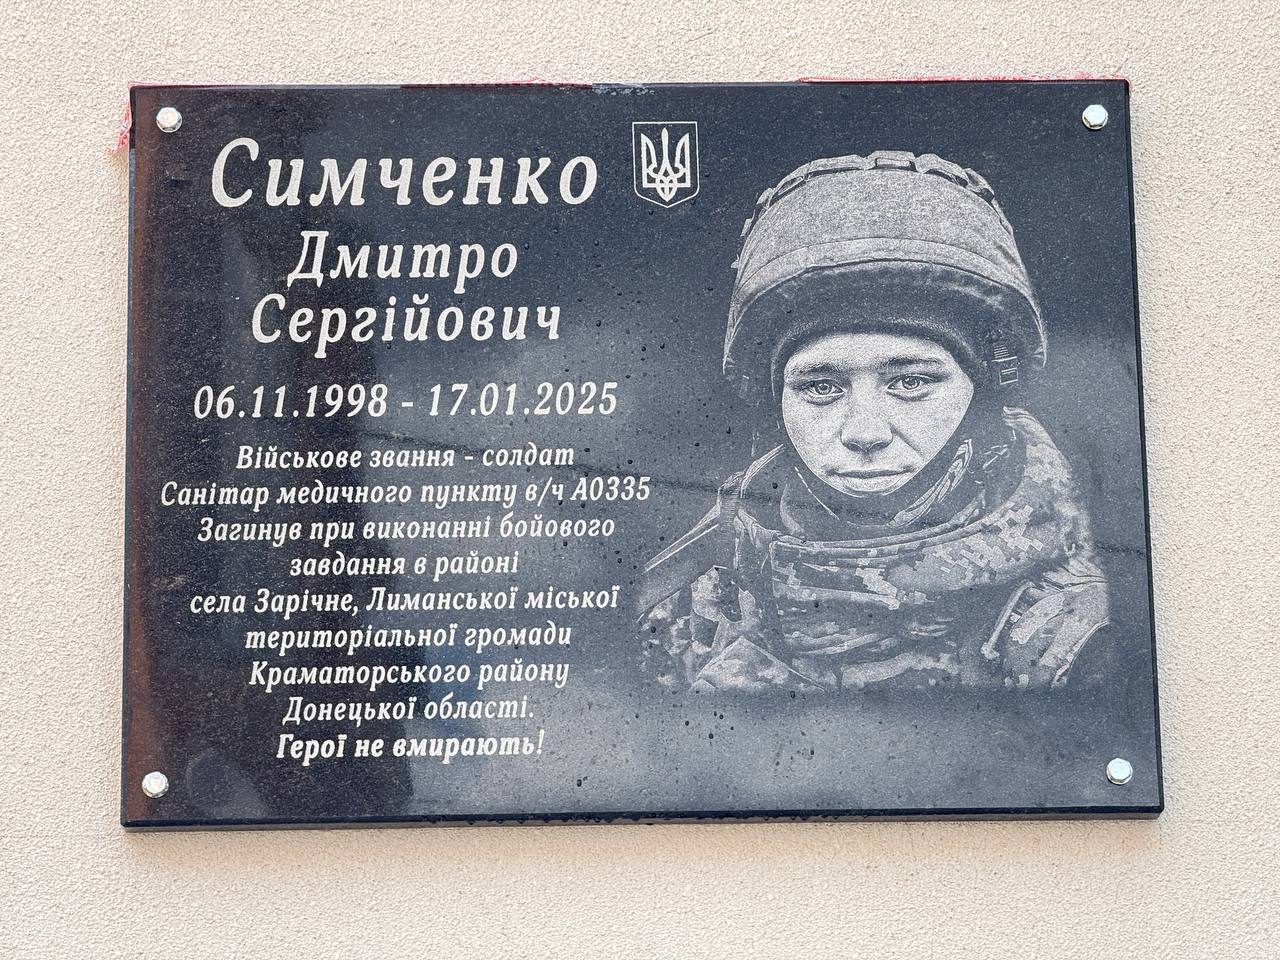 Симченко
Дмитро
Сергійович
06.11.1998 - 17.01.2025
Військове звання - солдат
Санітар медичного пункту в/ч А0335
Загинув при виконанні бойового
завдання в районі
села Зарічне, Лиманської міської
територіальної громади
Краматорського району
Донецької області.
Герої не вмирають!